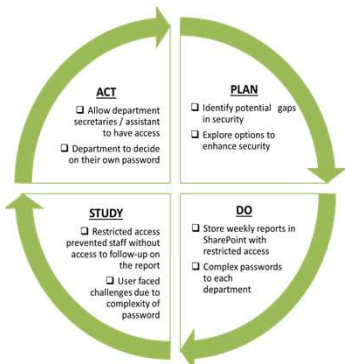 ACT
❑ Allow department
secretaries / assistant
to have access
❑ Department to decide
on their own password
PLAN
❑ Identify potential gaps
in security
❑ Explore options to
enhance security
STUDY
❑ Restricted access
prevented staff without
access to follow-up on
the report
❑ User faced
challenges due to
complexity of
password
DO
❑ Store weekly reports in
SharePoint with
restricted access
❑ Complex passwords
to each
department